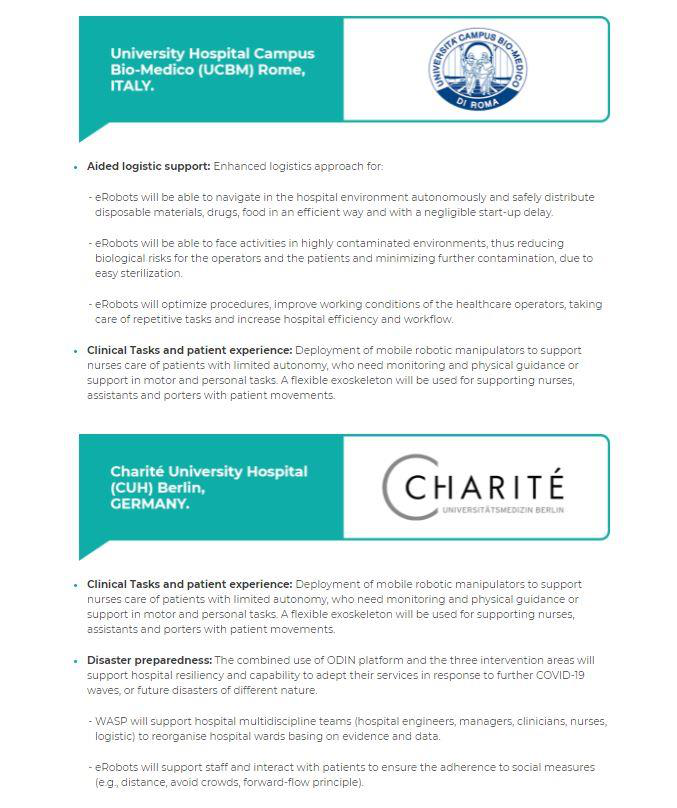 University Hospital Campus
Bio-Medico (UCBM) Rome,
ITALY.
UNIVERSITÀ CAMPUS BIO-MEDICO
DI ROMA
• Aided logistic support: Enhanced logistics approach for:
- eRobots will be able to navigate in the hospital environment autonomously and safely distribute
disposable materials, drugs, food in an efficient way and with a negligible start-up delay.
- eRobots will be able to face activities in highly contaminated environments, thus reducing
biological risks for the operators and the patients and minimizing further contamination, due to
easy sterilization.
- eRobots will optimize procedures, improve working conditions of the healthcare operators, taking
care of repetitive tasks and increase hospital efficiency and workflow.
• Clinical Tasks and patient experience: Deployment of mobile robotic manipulators to support
nurses care of patients with limited autonomy, who need monitoring and physical guidance or
support in motor and personal tasks. A flexible exoskeleton will be used for supporting nurses,
assistants and porters with patient movements.
Charité University Hospital
(CUH) Berlin,
GERMANY.
CHARITÉ
UNIVERSITÄTSMEDIZIN BERLIN
• Clinical Tasks and patient experience: Deployment of mobile robotic manipulators to support
nurses care of patients with limited autonomy, who need monitoring and physical guidance or
support in motor and personal tasks. A flexible exoskeleton will be used for supporting nurses,
assistants and porters with patient movements.
• Disaster preparedness: The combined use of ODIN platform and the three intervention areas will
support hospital resiliency and capability to adept their services in response to further COVID-19
waves, or future disasters of different nature.
- WASP will support hospital multidiscipline teams (hospital engineers, managers, clinicians, nurses,
logistic) to reorganise hospital wards basing on evidence and data.
- eRobots will support staff and interact with patients to ensure the adherence to social measures
(e.g., distance, avoid crowds, forward-flow principle).